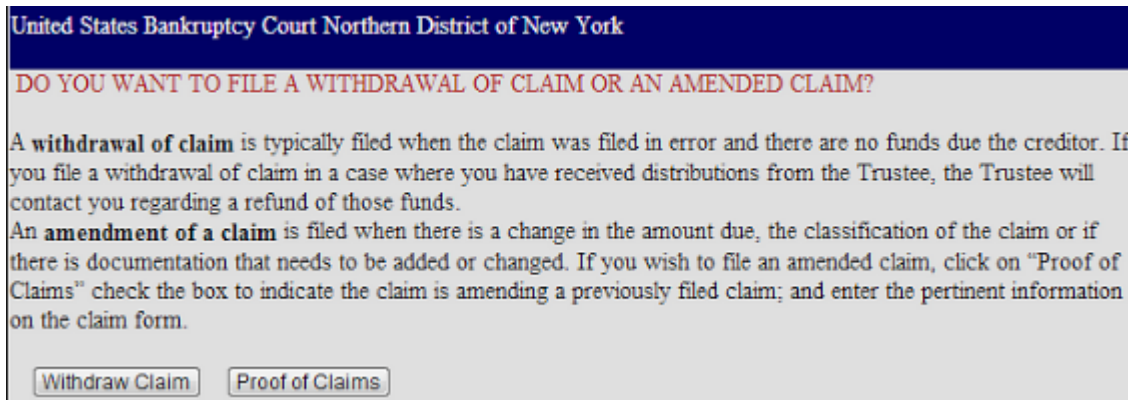 United States Bankruptcy Court Northern District of New York
DO YOU WANT TO FILE A WITHDRAWAL OF CLAIM OR AN AMENDED CLAIM?
A withdrawal of claim is typically filed when the claim was filed in error and there are no funds due the creditor. If
you file a withdrawal of claim in a case where you have received distributions from the Trustee, the Trustee will
contact you regarding a refund of those funds.
An amendment of a claim is filed when there is a change in the amount due, the classification of the claim or if
there is documentation that needs to be added or changed. If you wish to file an amended claim, click on “Proof of
Claims” check the box to indicate the claim is amending a previously filed claim; and enter the pertinent information
on the claim form.
Withdraw Claim Proof of Claims